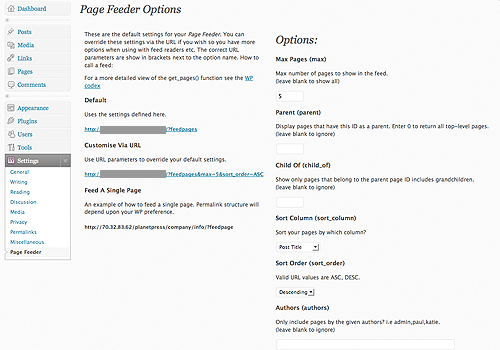 Dashboard
Posts
Media
Links
Pages
Comments
Appearance
Plugins
Users
Tools
Settings
General
Writing
Reading
Discussion
Media
Privacy
Permalinks
Miscellaneous
Page Feeder
Page Feeder Options
These are the default settings for your Page Feeder. You can
override these settings via the URL if you wish so you have more
options when using with feed readers etc. The correct URL
parameters are show in brackets next to the option name. How to
call a feed:
For a more detailed view of the get_pages() function see the WP
codex
Default
Uses the settings defined here.
http:/ /?feedpages
Customise Via URL
Use URL parameters to override your default settings.
http:/ /?feedpages&max=5&sort_order=ASC
Feed A Single Page
An example of how to feed a single page. Permalink structure will
depend upon your WP preference.
http://70.32.83.62/planetpress/company/info/?feedpage
Options:
Max Pages (max)
Max number of pages to show in the feed.
(leave blank to show all)
5
Parent (parent)
Display pages that have this ID as a parent. Enter 0 to return all top-level pages.
(leave blank to ignore)
Child Of (child_of)
Show only pages that belong to the parent page ID includes grandchildren.
(leave blank to ignore)
Sort Column (sort_column)
Sort your pages by which column?
Post Title
Sort Order (sort_order)
Valid URL values are ASC, DESC.
Descending
Authors (authors)
Only include pages by the given authors? i.e admin,paul,katie.
(leave blank to ignore)